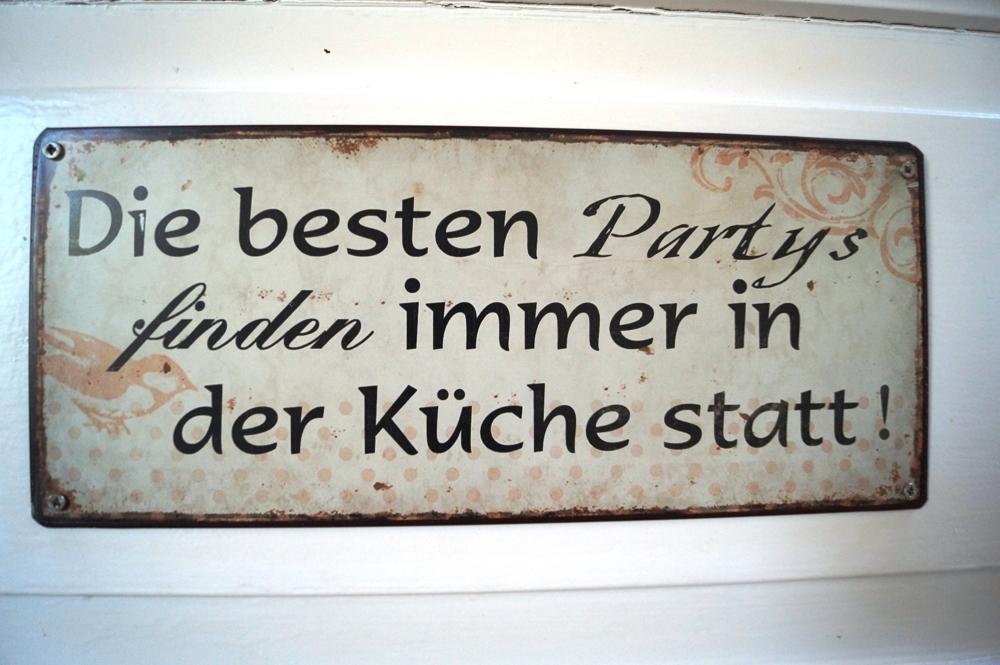 Die besten Partys
finden immer in
der Küche statt!